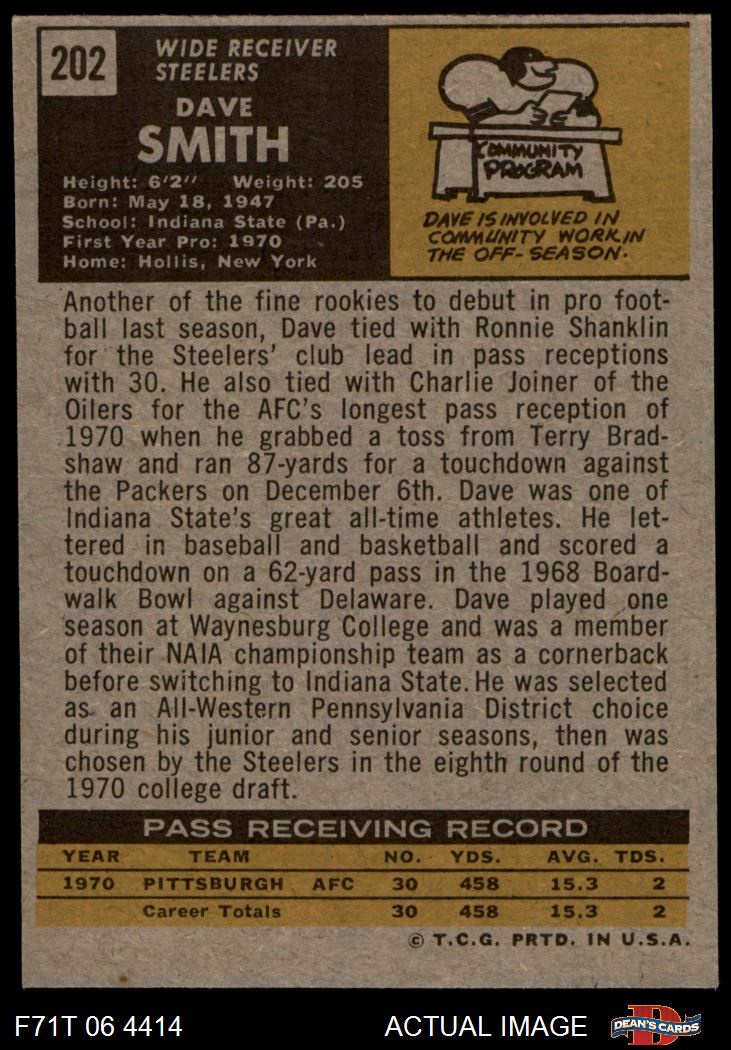 202
WIDE RECEIVER
STEELERS
DAVE
SMITH
Height: 6'2" Weight: 205
Born: May 18, 1947
School: Indiana State (Pa.)
First Year Pro: 1970
Home: Hollis, New York
COMMUNITY
PROGRAM
DAVE IS INVOLVED IN
COMMUNITY WORK IN
THE OFF-SEASON.
Another of the fine rookies to debut in pro foot-
ball last season, Dave tied with Ronnie Shanklin
for the Steelers' club lead in pass receptions
with 30. He also tied with Charlie Joiner of the
Oilers for the AFC's longest pass reception of
1970 when he grabbed a toss from Terry Brad-
shaw and ran 87-yards for a touchdown against
the Packers on December 6th. Dave was one of
Indiana State's great all-time athletes. He let-
tered in baseball and basketball and scored a
touchdown on a 62-yard pass in the 1968 Board-
walk Bowl against Delaware. Dave played one
season at Waynesburg College and was a member
of their NAIA championship team as a cornerback
before switching to Indiana State. He was selected
as an All-Western Pennsylvania District choice
during his junior and senior seasons, then was
chosen by the Steelers in the eighth round of the
1970 college draft.
PASS RECEIVING RECORD
YEAR TEAM NO. YDS. AVG. TDS.
1970 PITTSBURGH AFC 30 458 15.3 2
Career Totals 30 458 15.3 2
© T.C.G. PRTD. IN U.S.A.
F71T 06 4414 ACTUAL IMAGE
D
DEAN'S CARDS